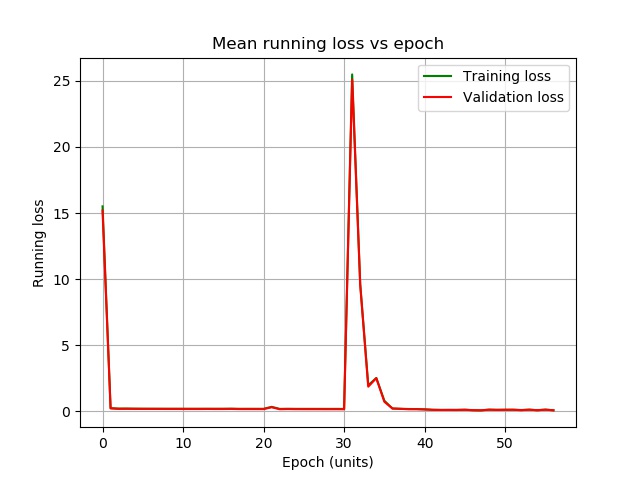 Mean running loss vs epoch
Training loss
Validation loss
Running loss
25
20
15
10
5
0
0 10 20 30 40 50
Epoch (units)